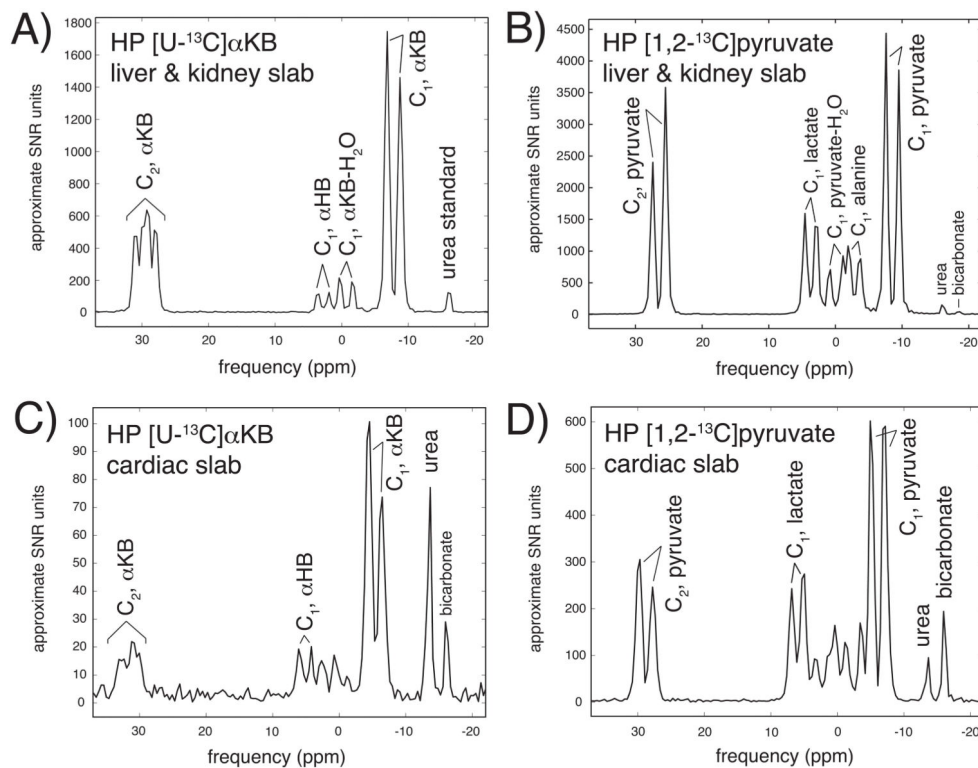 A)
HP [U-¹³C]αKB
liver & kidney slab
approximate SNR units
1800
1600
1400
1200
1000
800
600
400
200
0
C₂, αKB
C₁, αHB
C₁, αKB-H₂O
C₁, αKB
urea standard
30
20
10
0
-10
-20
frequency (ppm)
B)
HP [1,2-¹³C]pyruvate
liver & kidney slab
approximate SNR units
4500
4000
3500
3000
2500
2000
1500
1000
500
0
C₂, pyruvate
C₁, lactate
C₁, pyruvate-H₂O
C₁, alanine
C₁, pyruvate
urea
bicarbonate
30
20
10
0
-10
-20
frequency (ppm)
C)
HP [U-¹³C]αKB
cardiac slab
approximate SNR units
100
90
80
70
60
50
40
30
20
10
0
C₂, αKB
C₁, αHB
C₁, αKB
urea
bicarbonate
30
20
10
0
-10
-20
frequency (ppm)
D)
HP [1,2-¹³C]pyruvate
cardiac slab
approximate SNR units
600
500
400
300
200
100
0
C₂, pyruvate
C₁, lactate
C₁, pyruvate
urea
bicarbonate
30
20
10
0
-10
-20
frequency (ppm)